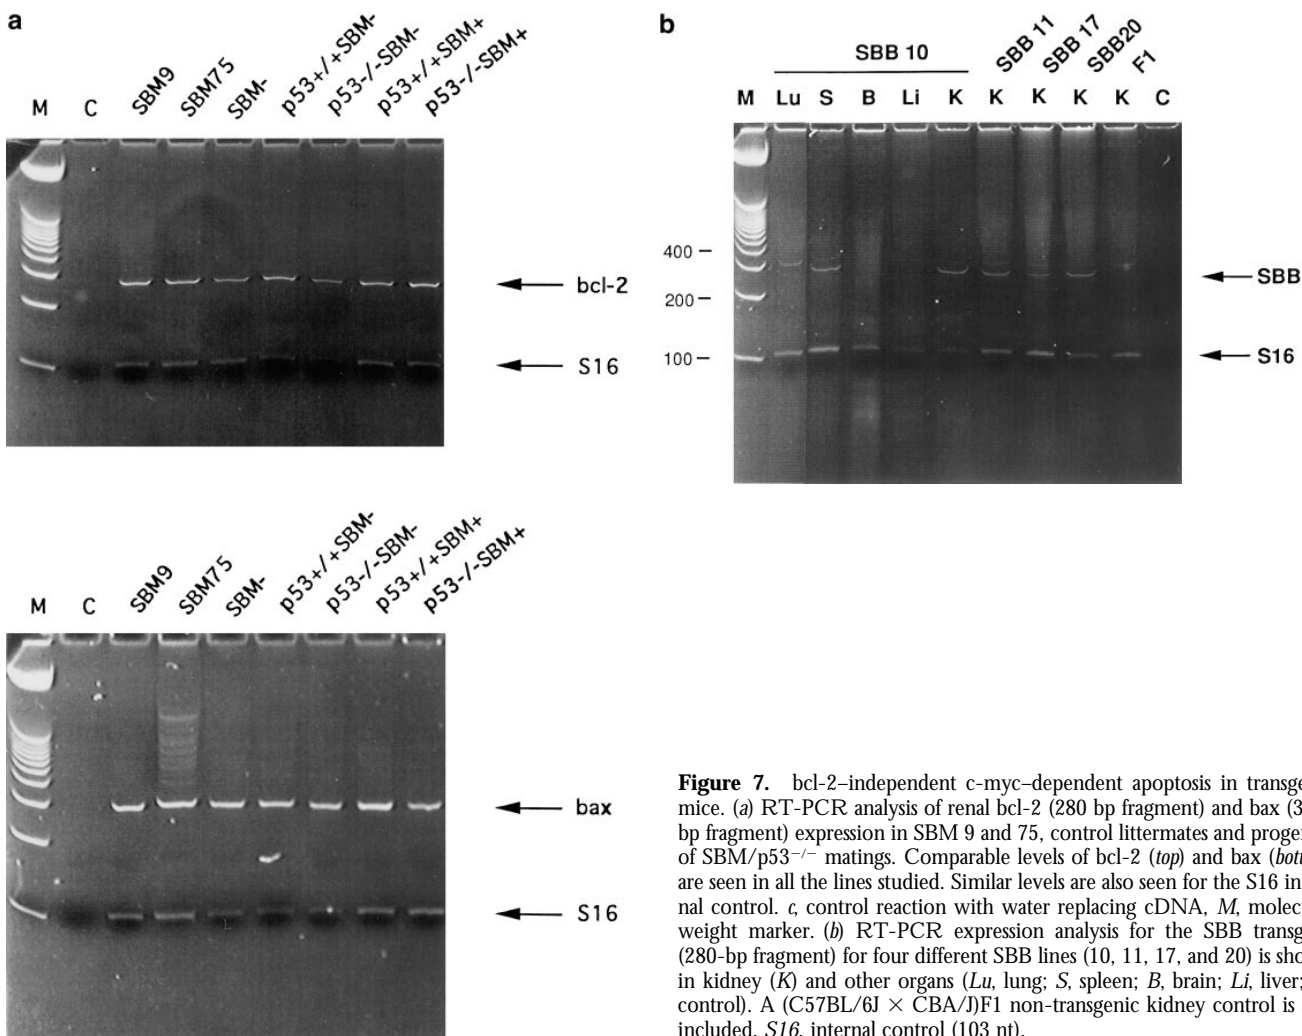 a
M C SBM9 SBM75 SBM- p53+/+SBM- p53-/-SBM- p53+/+SBM+ p53-/-SBM+
bcl-2
S16
M C SBM9 SBM75 SBM- p53+/+SBM- p53-/-SBM- p53+/+SBM+ p53-/-SBM+
bax
S16
b
SBB 10 SBB 11 SBB 17 SBB20 F1
M Lu S B Li K K K K K C
400
200
100
SBB
S16
Figure 7. bcl-2–independent c-myc–dependent apoptosis in transge
mice. (a) RT-PCR analysis of renal bcl-2 (280 bp fragment) and bax (3
bp fragment) expression in SBM 9 and 75, control littermates and proge
of SBM/p53−/− matings. Comparable levels of bcl-2 (top) and bax (bott
are seen in all the lines studied. Similar levels are also seen for the S16 in
nal control. c, control reaction with water replacing cDNA, M, molec
weight marker. (b) RT-PCR expression analysis for the SBB transg
(280-bp fragment) for four different SBB lines (10, 11, 17, and 20) is sho
in kidney (K) and other organs (Lu, lung; S, spleen; B, brain; Li, liver;
control). A (C57BL/6J × CBA/J)F1 non-transgenic kidney control is
included. S16, internal control (103 nt).